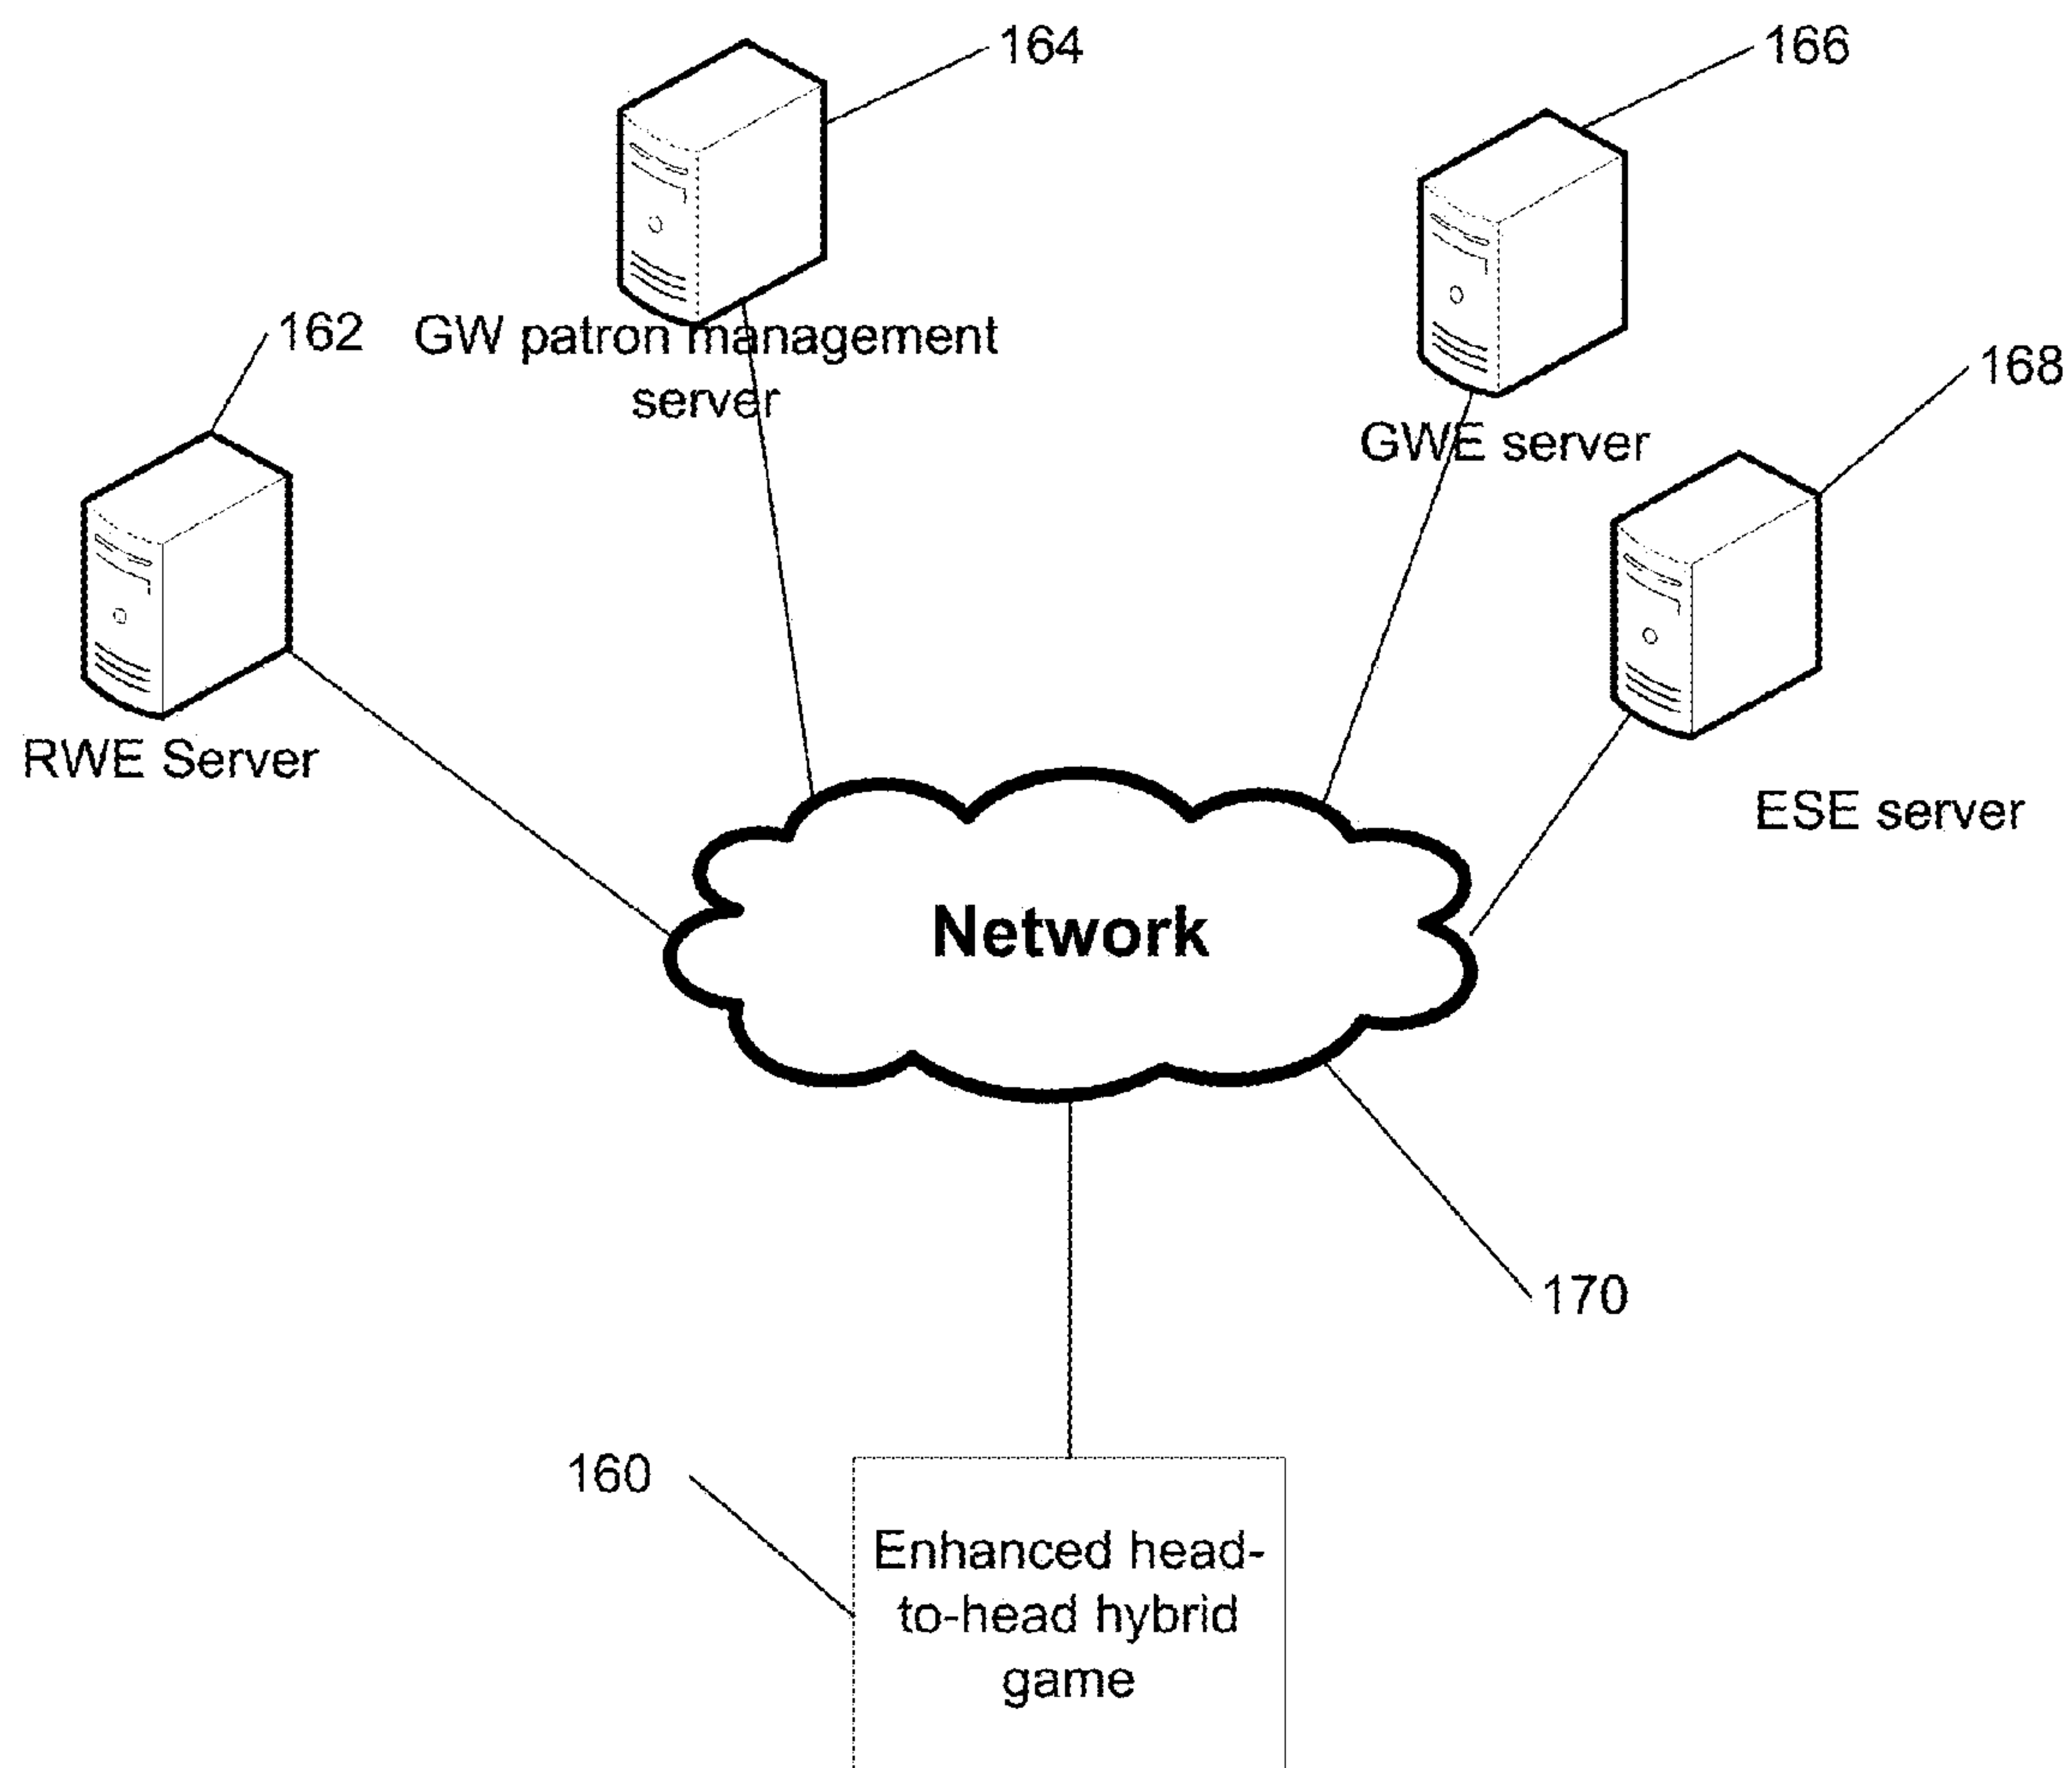 164
166
162
GW patron management
server
168
GWE server
RWE Server
ESE server
Network
170
160
Enhanced head-
to-head hybrid
game